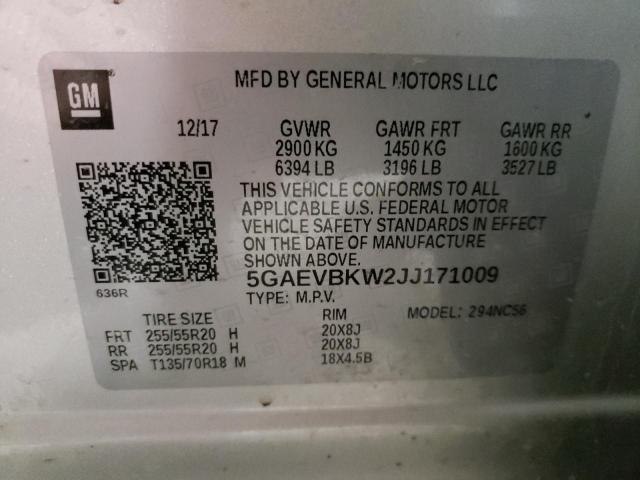 GM
MFD BY GENERAL MOTORS LLC
12/17 GVWR GAWR FRT GAWR RR
2900 KG 1450 KG 1600 KG
6394 LB 3196 LB 3527 LB
THIS VEHICLE CONFORMS TO ALL
APPLICABLE U.S. FEDERAL MOTOR
VEHICLE SAFETY STANDARDS IN EFFECT
ON THE DATE OF MANUFACTURE
SHOWN ABOVE.
5GAEVBKW2JJ171009
636R
TYPE: M.P.V.
MODEL: 294NC56
TIRE SIZE RIM
FRT 255/55R20 H 20X8J
RR 255/55R20 H 20X8J
SPA T135/70R18 M 18X4.5B